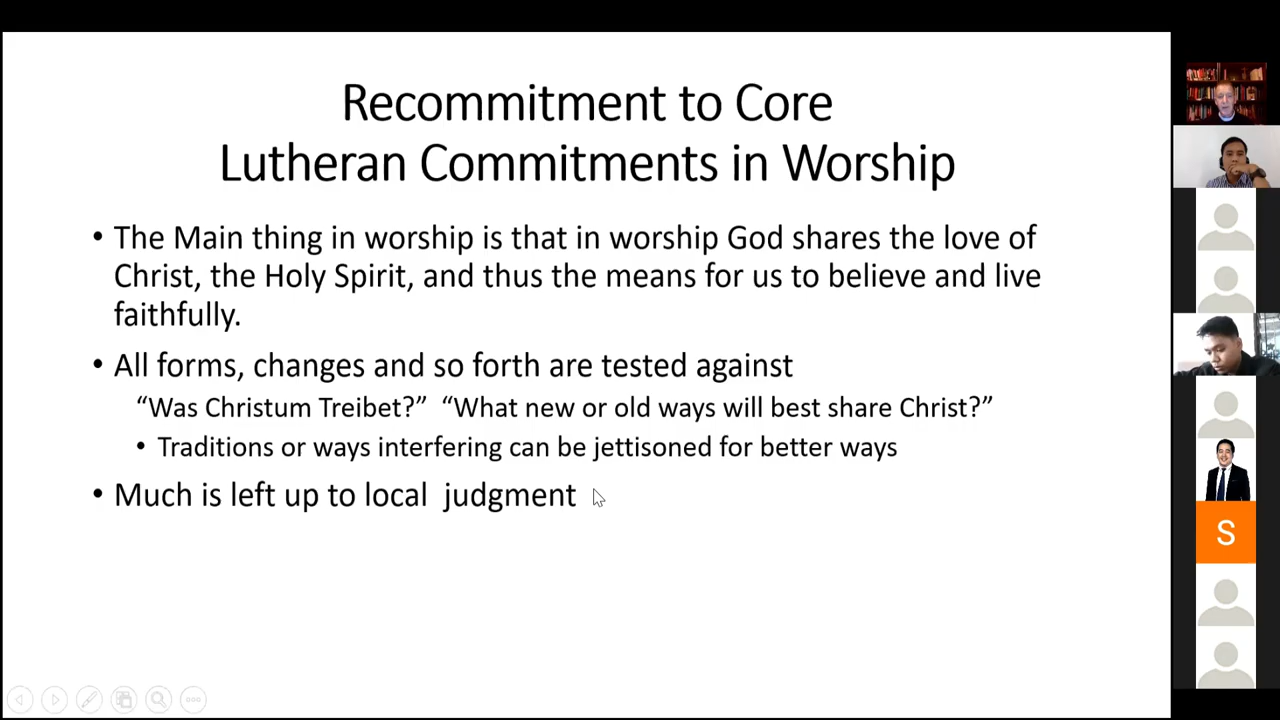 Recommitment to Core
Lutheran Commitments in Worship
• The Main thing in worship is that in worship God shares the love of
Christ, the Holy Spirit, and thus the means for us to believe and live
faithfully.
• All forms, changes and so forth are tested against
“Was Christum Treibet?” “What new or old ways will best share Christ?”
• Traditions or ways interfering can be jettisoned for better ways
• Much is left up to local judgment
S